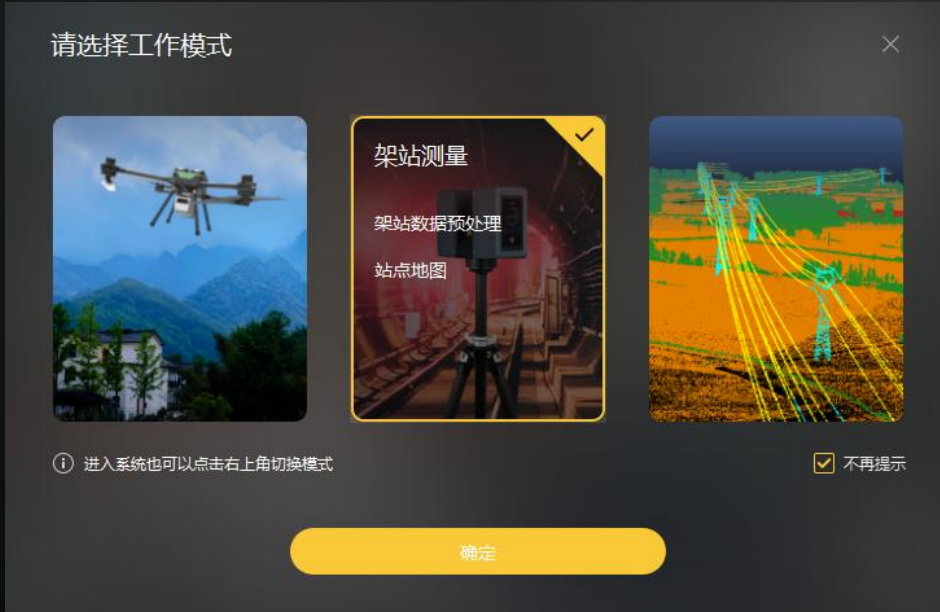 请选择工作模式
架站测量
架站数据预处理
站点地图
进入系统也可以点击右上角切换模式
不再提示
确定